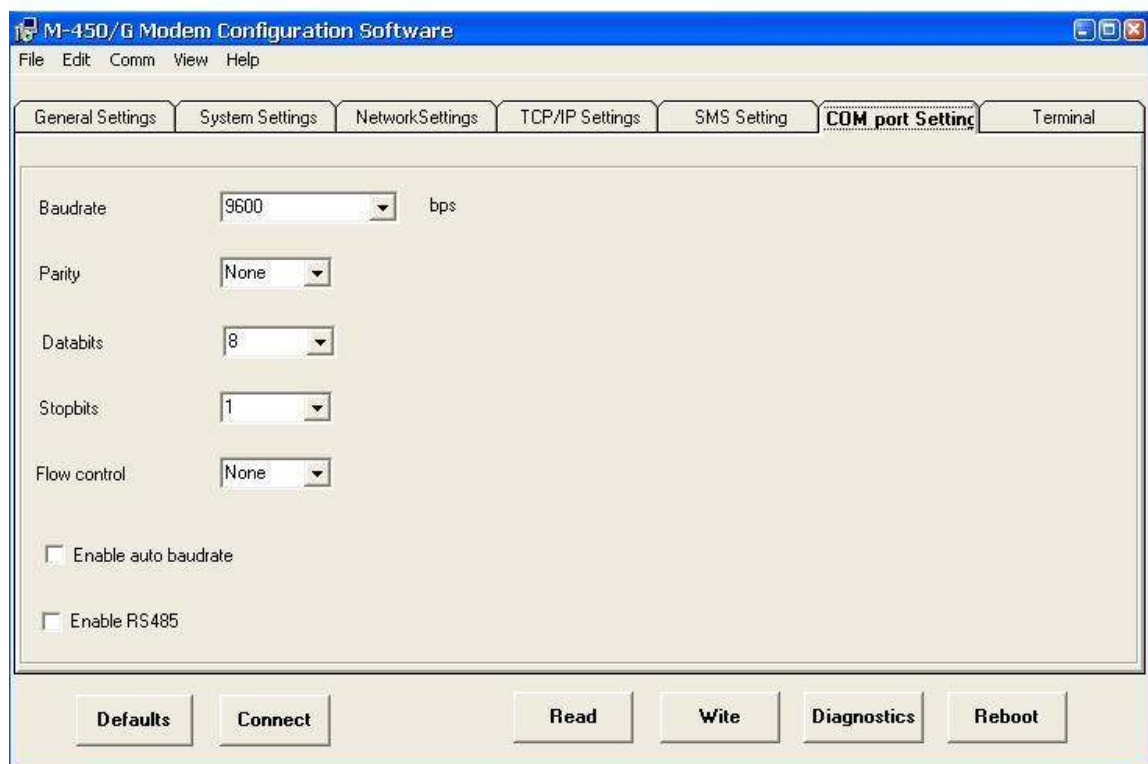 M-450/G Modem Configuration Software
File Edit Comm View Help
General Settings System Settings NetworkSettings TCP/IP Settings SMS Setting COM port Setting Terminal
Baudrate 9600 bps
Parity None
Databits 8
Stopbits 1
Flow control None
Enable auto baudrate
Enable RS485
Defaults Connect Read Wite Diagnostics Reboot